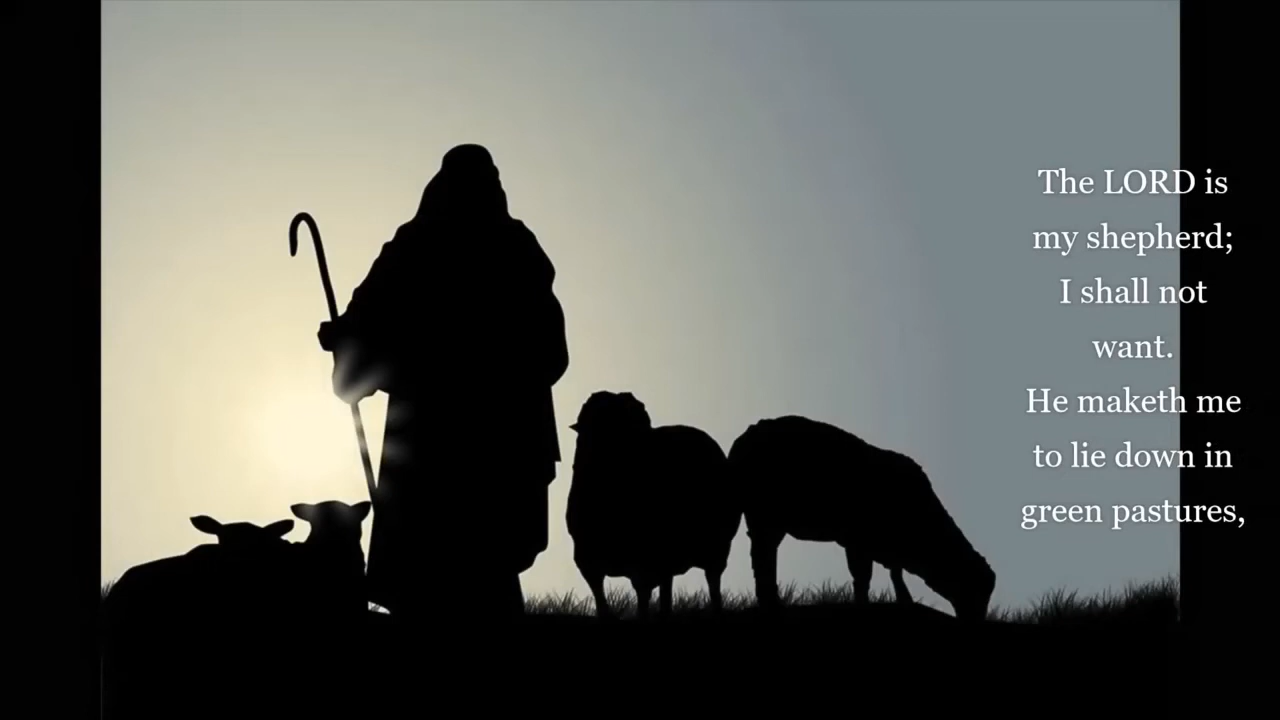 The LORD is
my shepherd;
I shall not
want.
He maketh me
to lie down in
green pastures,